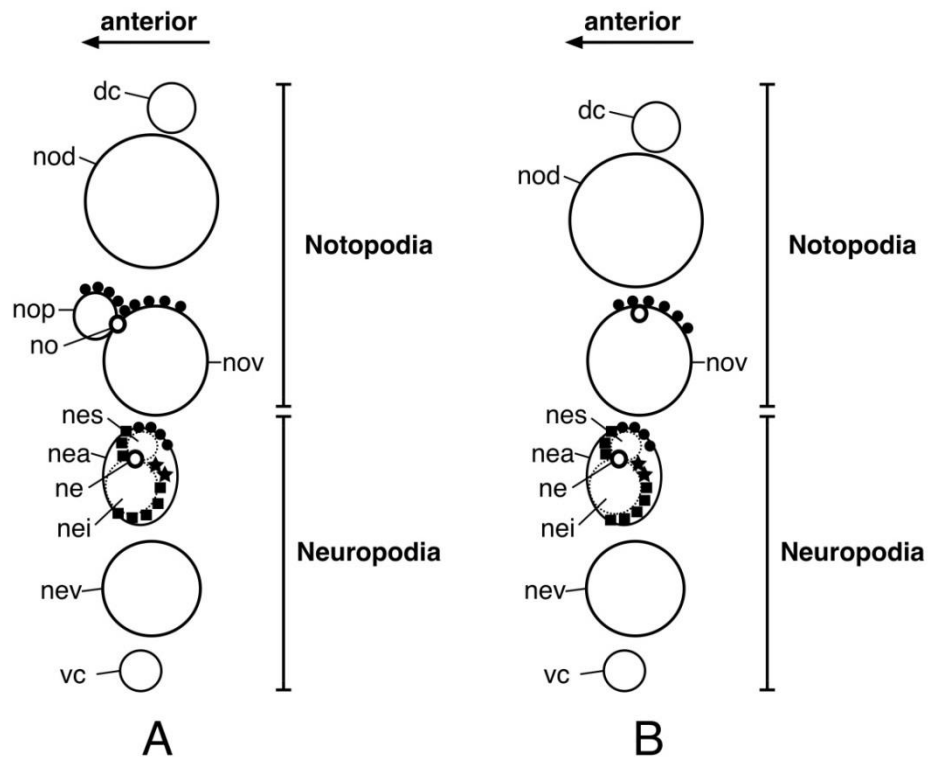 anterior
dc
nod
Notopodia
nop
no
nov
nes
nea
ne
nei
Neuropodia
nev
vc
A
anterior
dc
nod
Notopodia
nov
nes
nea
ne
nei
Neuropodia
nev
vc
B